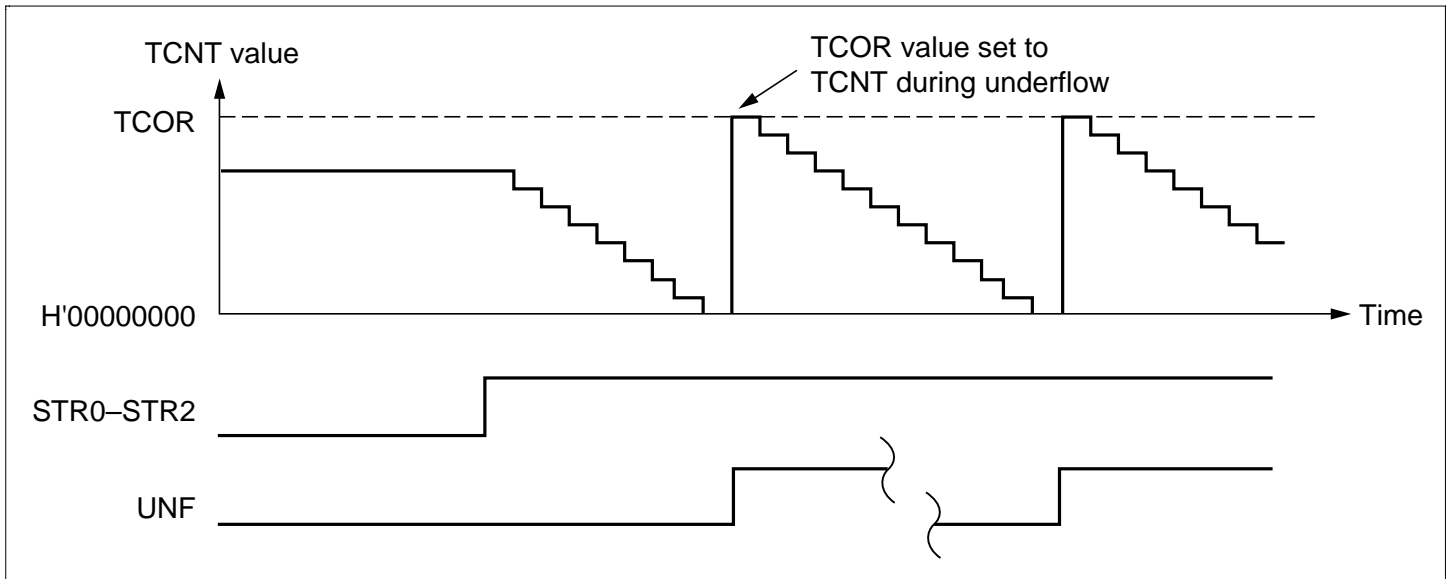 TCNT value
TCOR value set to
TCNT during underflow
TCOR
H'00000000
Time
STR0–STR2
UNF